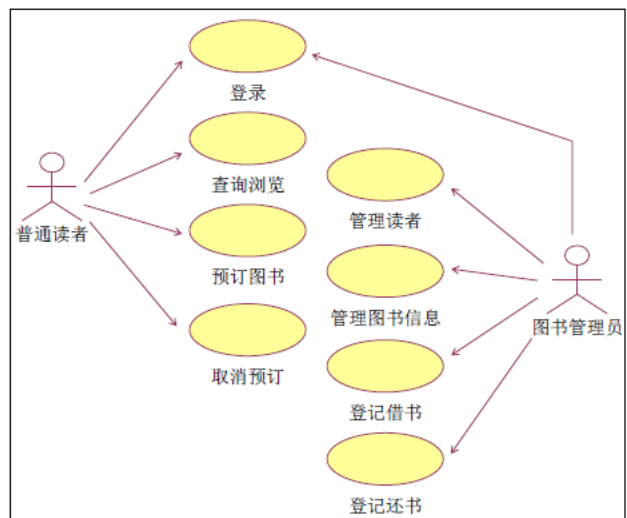 登录
查询浏览
管理读者
普通读者
预订图书
管理图书信息
图书管理员
取消预订
登记借书
登记还书